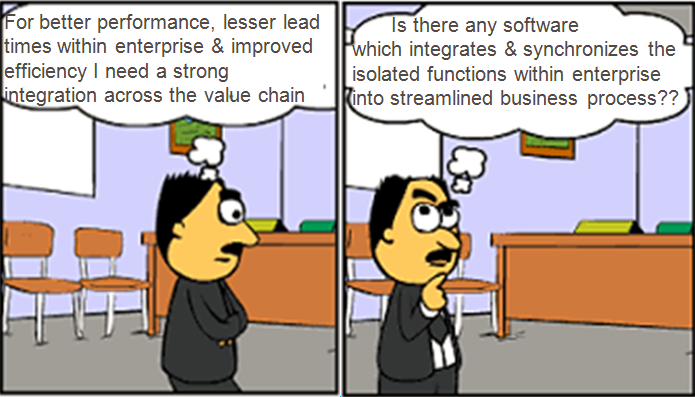 For better performance, lesser lead
times within enterprise & improved
efficiency I need a strong
integration across the value chain
Is there any software
which integrates & synchronizes the
isolated functions within enterprise
into streamlined business process??